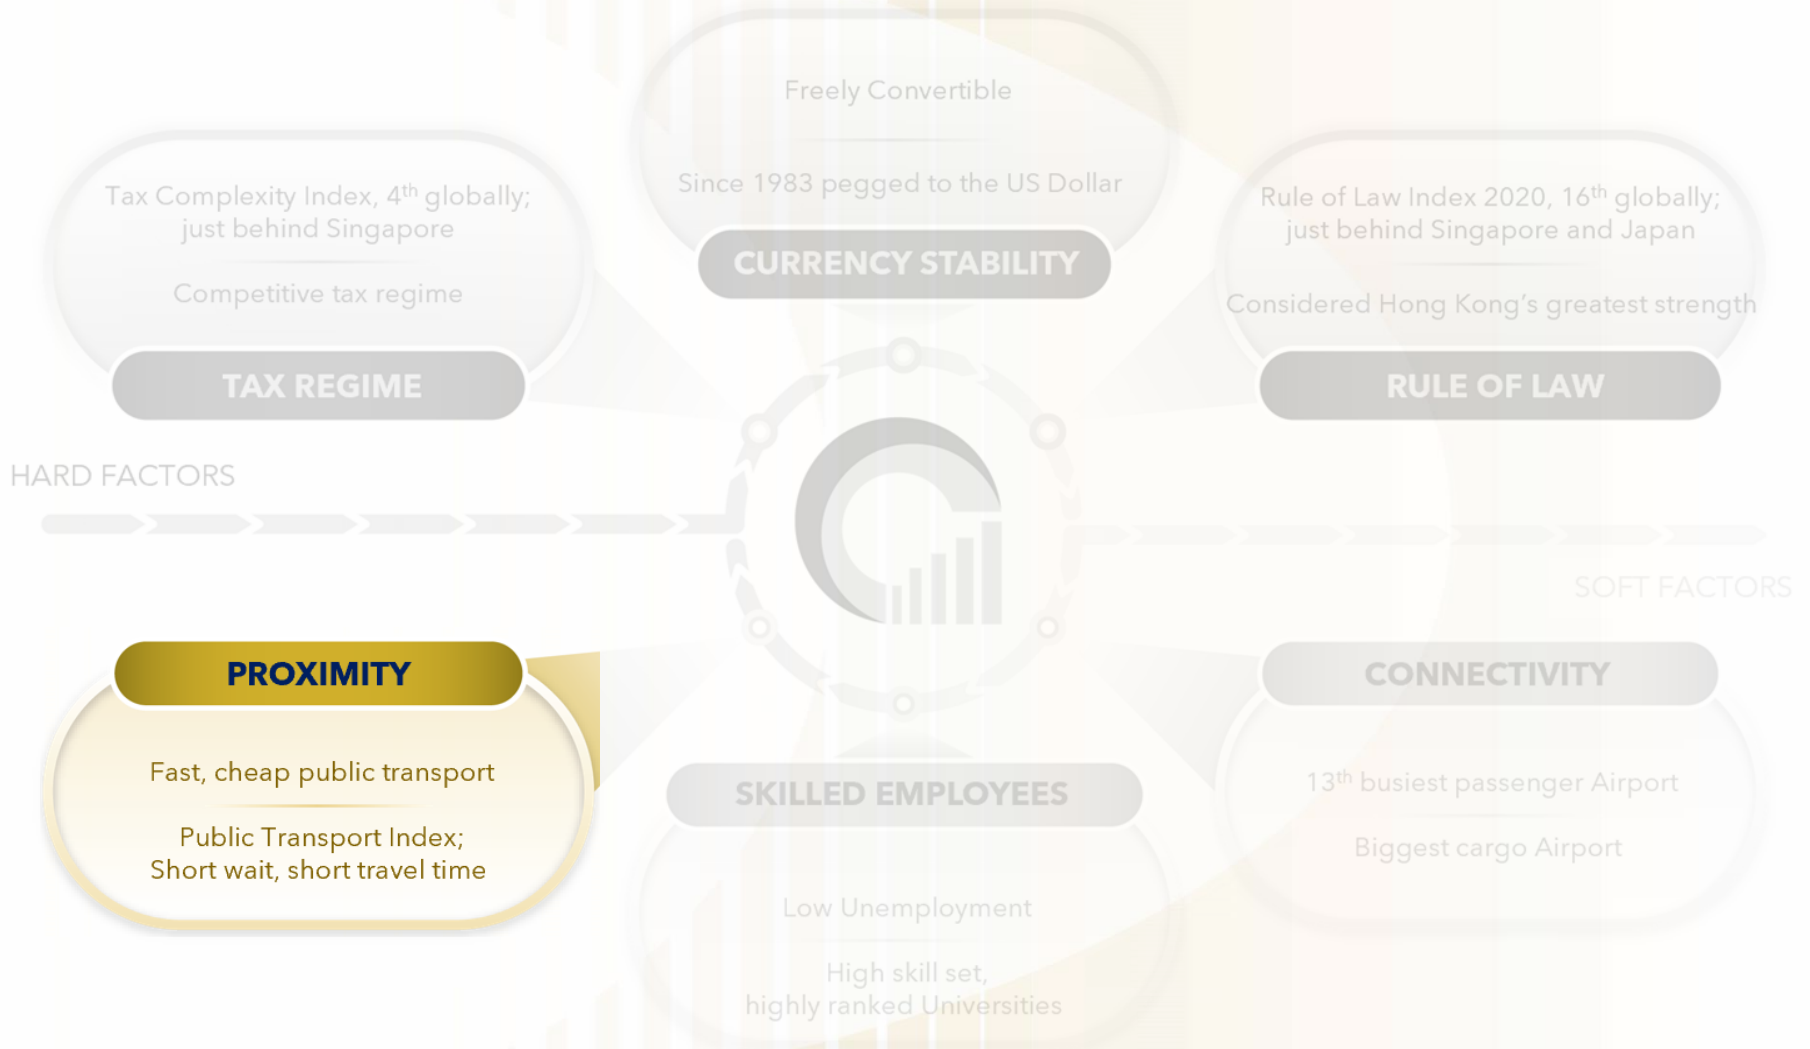 Freely Convertible
Since 1983 pegged to the US Dollar
CURRENCY STABILITY
Tax Complexity Index, 4th globally;
just behind Singapore
Competitive tax regime
TAX REGIME
Rule of Law Index 2020, 16th globally;
just behind Singapore and Japan
Considered Hong Kong’s greatest strength
RULE OF LAW
HARD FACTORS
SOFT FACTORS
PROXIMITY
Fast, cheap public transport
Public Transport Index;
Short wait, short travel time
SKILLED EMPLOYEES
Low Unemployment
High skill set,
highly ranked Universities
CONNECTIVITY
13th busiest passenger Airport
Biggest cargo Airport